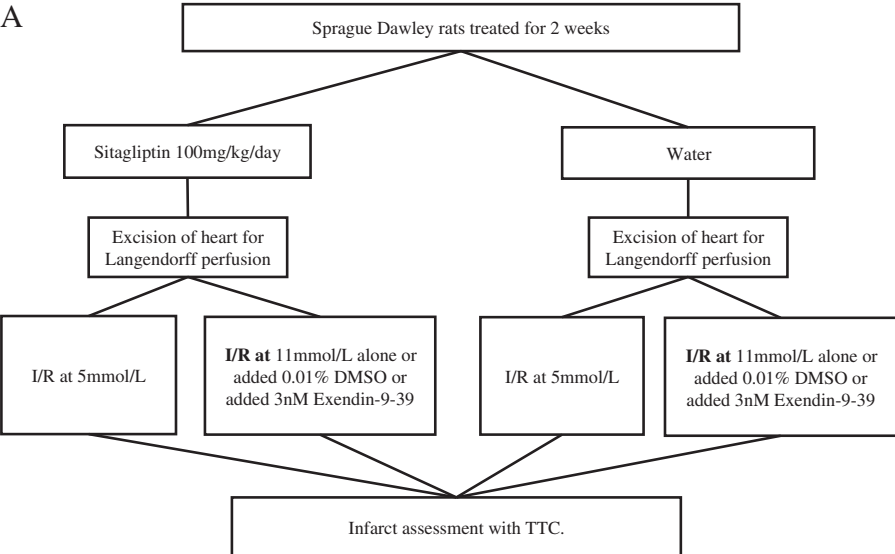 A
Sprague Dawley rats treated for 2 weeks
Sitagliptin 100mg/kg/day
Water
Excision of heart for
Langendorff perfusion
Excision of heart for
Langendorff perfusion
I/R at 5mmol/L
I/R at 11mmol/L alone or
added 0.01% DMSO or
added 3nM Exendin-9-39
I/R at 5mmol/L
I/R at 11mmol/L alone or
added 0.01% DMSO or
added 3nM Exendin-9-39
Infarct assessment with TTC.